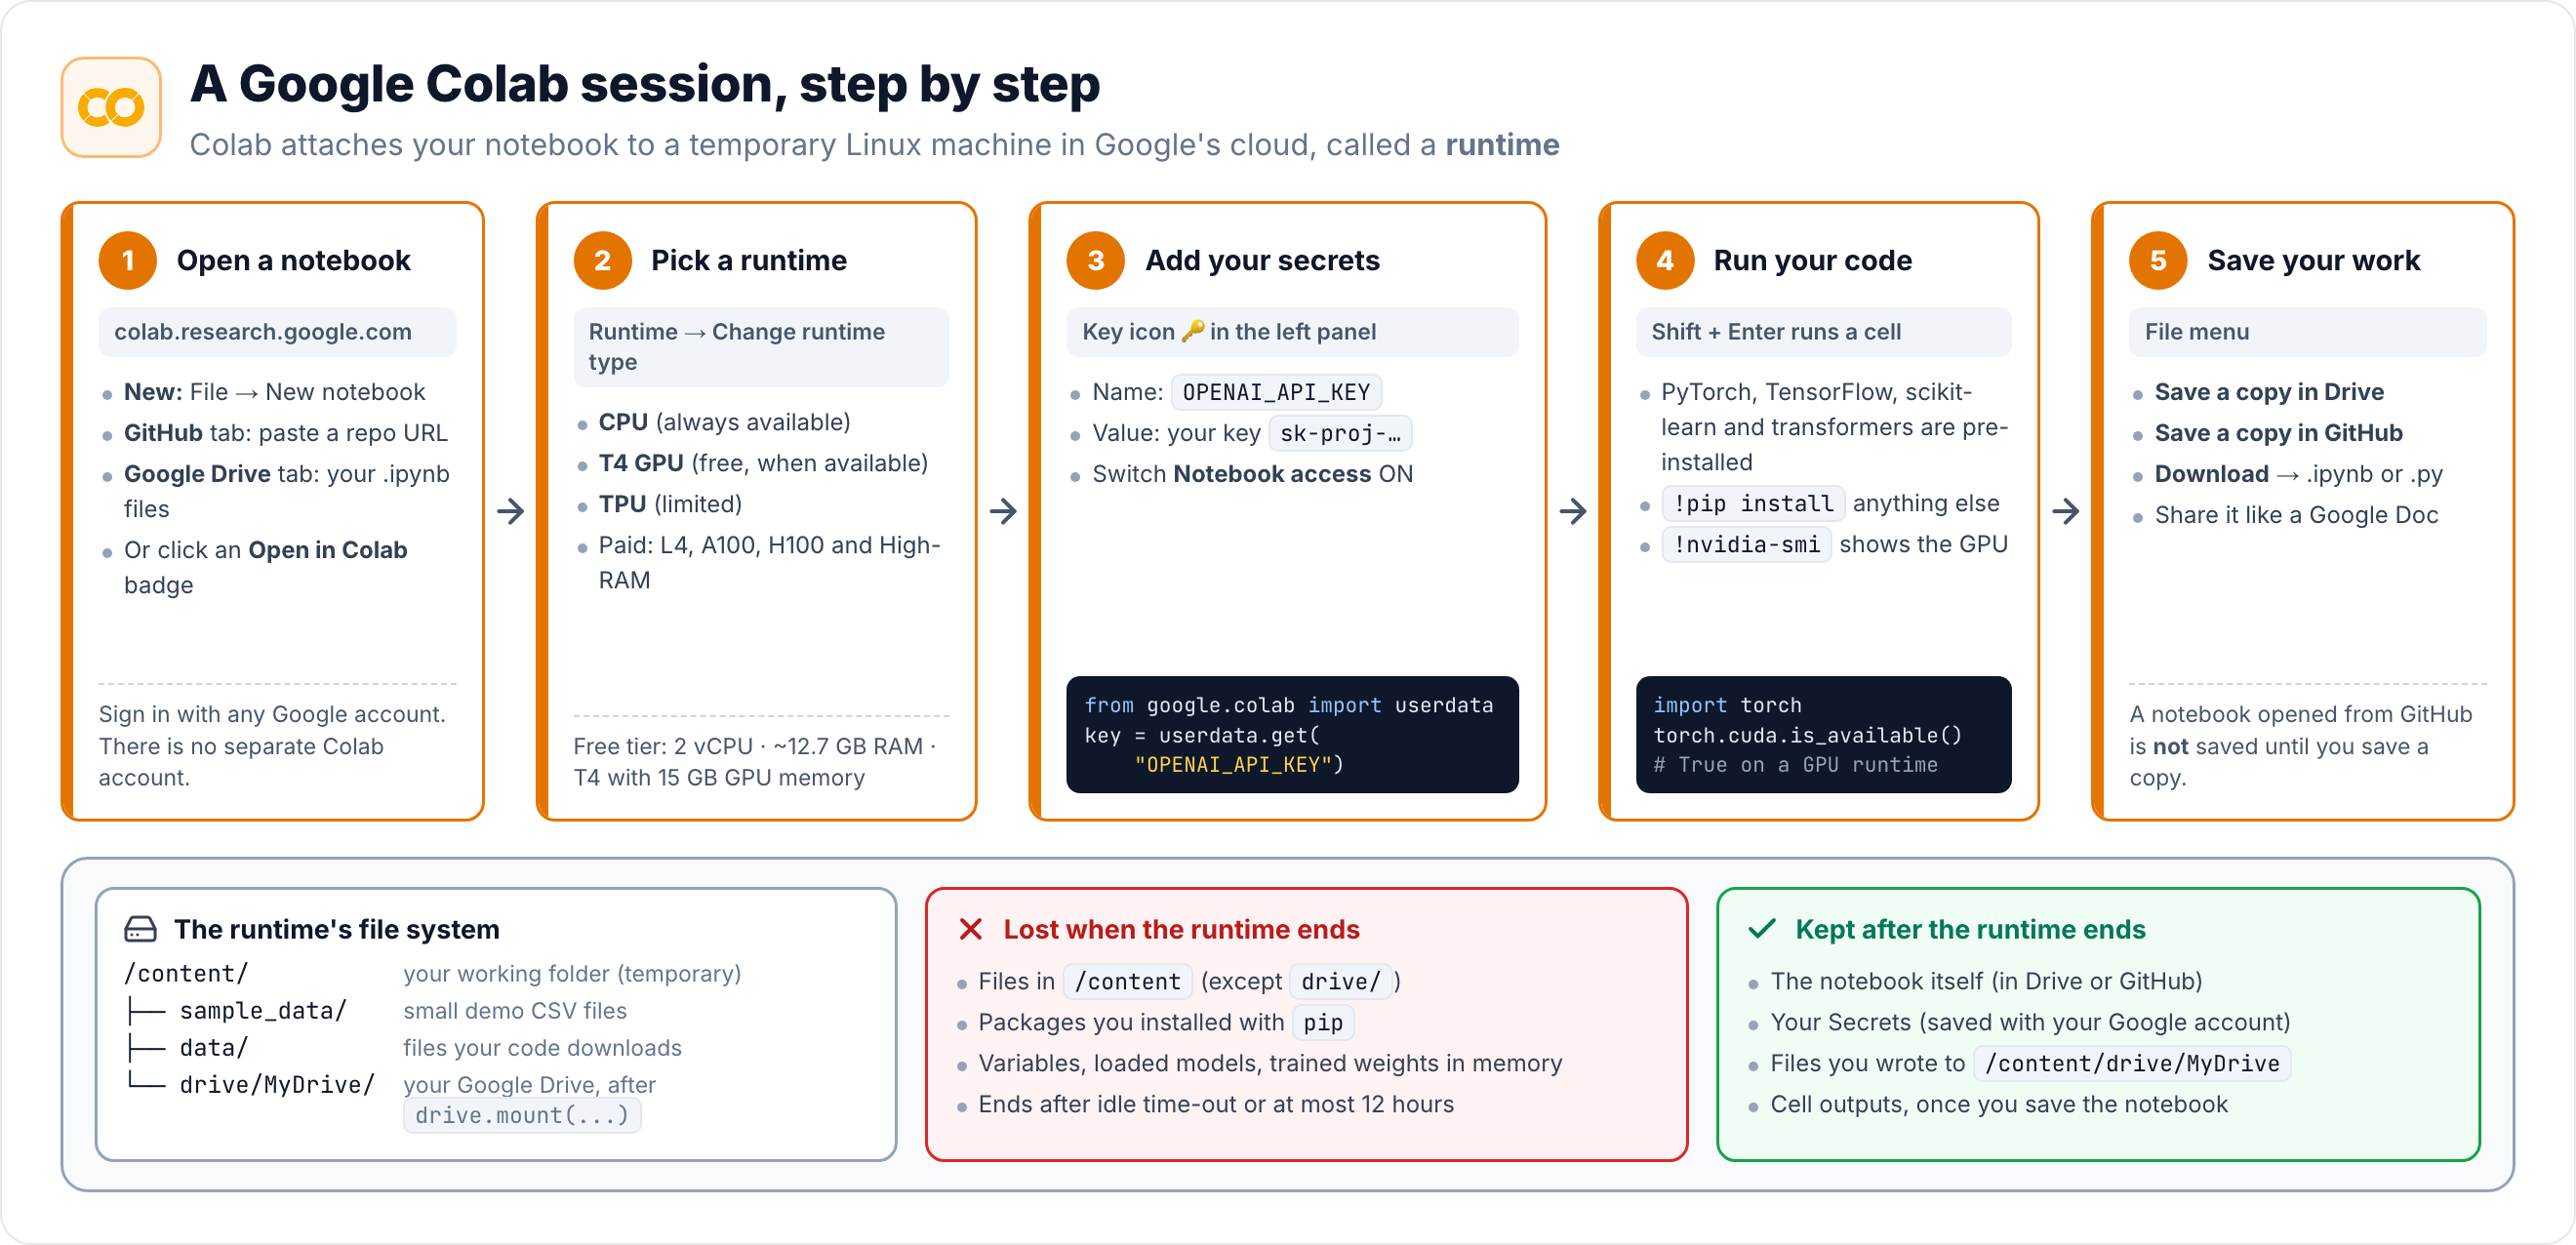 A Google Colab session, step by step
Colab attaches your notebook to a temporary Linux machine in Google's cloud, called a runtime
1 Open a notebook
colab.research.google.com
New: File → New notebook
GitHub tab: paste a repo URL
Google Drive tab: your .ipynb
files
Or click an Open in Colab
badge
Sign in with any Google account.
There is no separate Colab
account.
2 Pick a runtime
Runtime → Change runtime
type
CPU (always available)
T4 GPU (free, when available)
TPU (limited)
Paid: L4, A100, H100 and High-
RAM
Free tier: 2 vCPU · ~12.7 GB RAM ·
T4 with 15 GB GPU memory
3 Add your secrets
Key icon 🔑 in the left panel
Name: OPENAI_API_KEY
Value: your key sk-proj-…
Switch Notebook access ON
from google.colab import userdata
key = userdata.get(
    "OPENAI_API_KEY")
4 Run your code
Shift + Enter runs a cell
PyTorch, TensorFlow, scikit-
learn and transformers are pre-
installed
!pip install anything else
!nvidia-smi shows the GPU
import torch
torch.cuda.is_available()
# True on a GPU runtime
5 Save your work
File menu
Save a copy in Drive
Save a copy in GitHub
Download → .ipynb or .py
Share it like a Google Doc
A notebook opened from GitHub
is not saved until you save a
copy.
The runtime's file system
/content/ your working folder (temporary)
├── sample_data/ small demo CSV files
├── data/ files your code downloads
└── drive/MyDrive/ your Google Drive, after
drive.mount(...)
Lost when the runtime ends
Files in /content (except drive/)
Packages you installed with pip
Variables, loaded models, trained weights in memory
Ends after idle time-out or at most 12 hours
Kept after the runtime ends
The notebook itself (in Drive or GitHub)
Your Secrets (saved with your Google account)
Files you wrote to /content/drive/MyDrive
Cell outputs, once you save the notebook